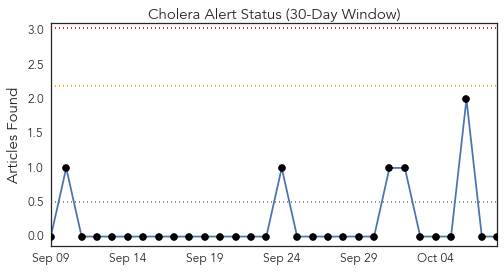 Cholera Alert Status (30-Day Window)
Articles Found
3.0
2.5
2.0
1.5
1.0
0.5
0.0
Sep 09 Sep 14 Sep 19 Sep 24 Sep 29 Oct 04